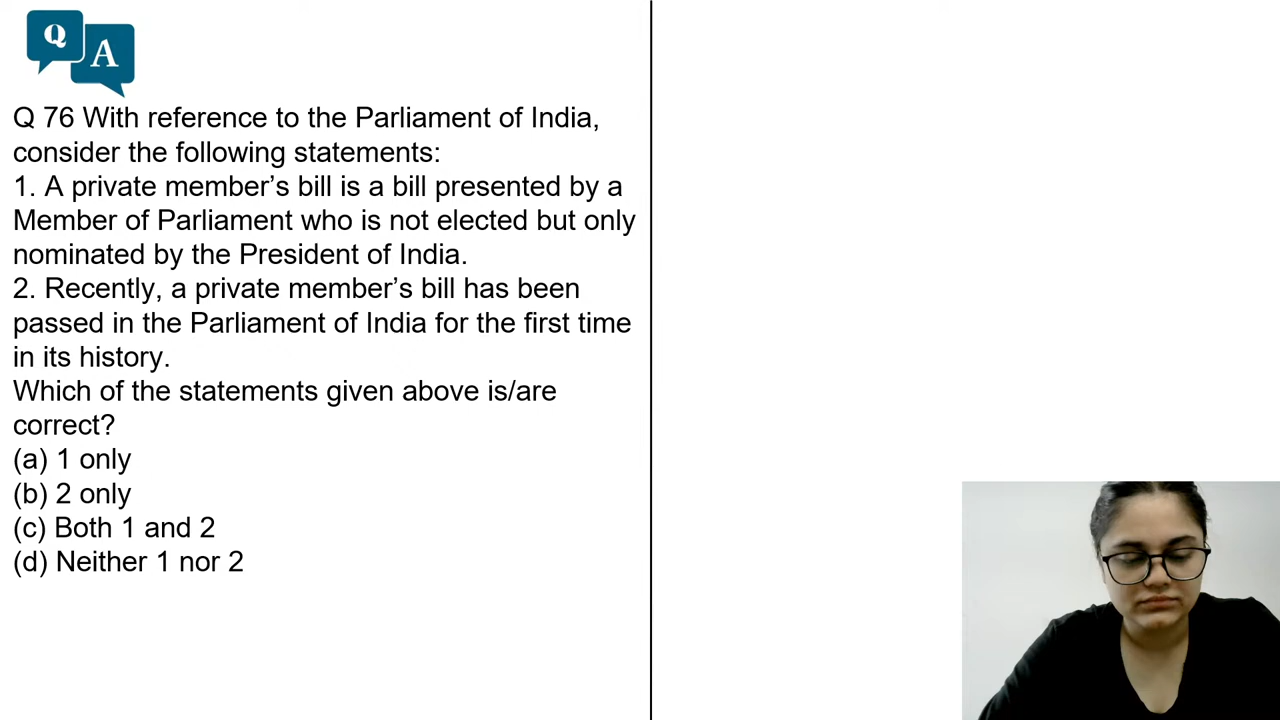 Q
A
Q 76 With reference to the Parliament of India,
consider the following statements:
1. A private member’s bill is a bill presented by a
Member of Parliament who is not elected but only
nominated by the President of India.
2. Recently, a private member’s bill has been
passed in the Parliament of India for the first time
in its history.
Which of the statements given above is/are
correct?
(a) 1 only
(b) 2 only
(c) Both 1 and 2
(d) Neither 1 nor 2